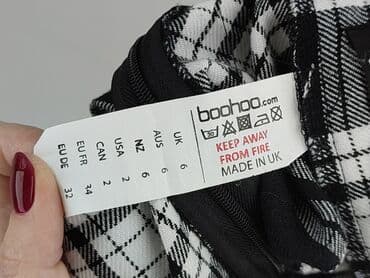 boohoo.com
KEEP AWAY
FROM FIRE
MADE IN UK
UK 6
AUS 6
NZ 6
USA 2
CAN 2
EU FR 34
EU DE 32